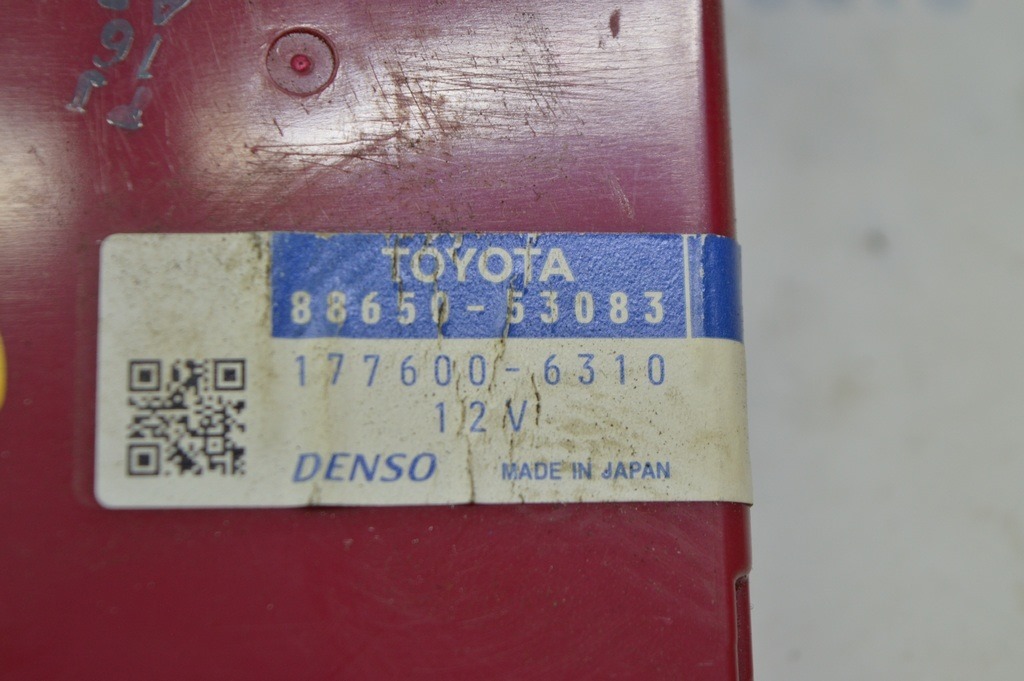 TOYOTA
88650-53083
177600-6310
12V
DENSO MADE IN JAPAN